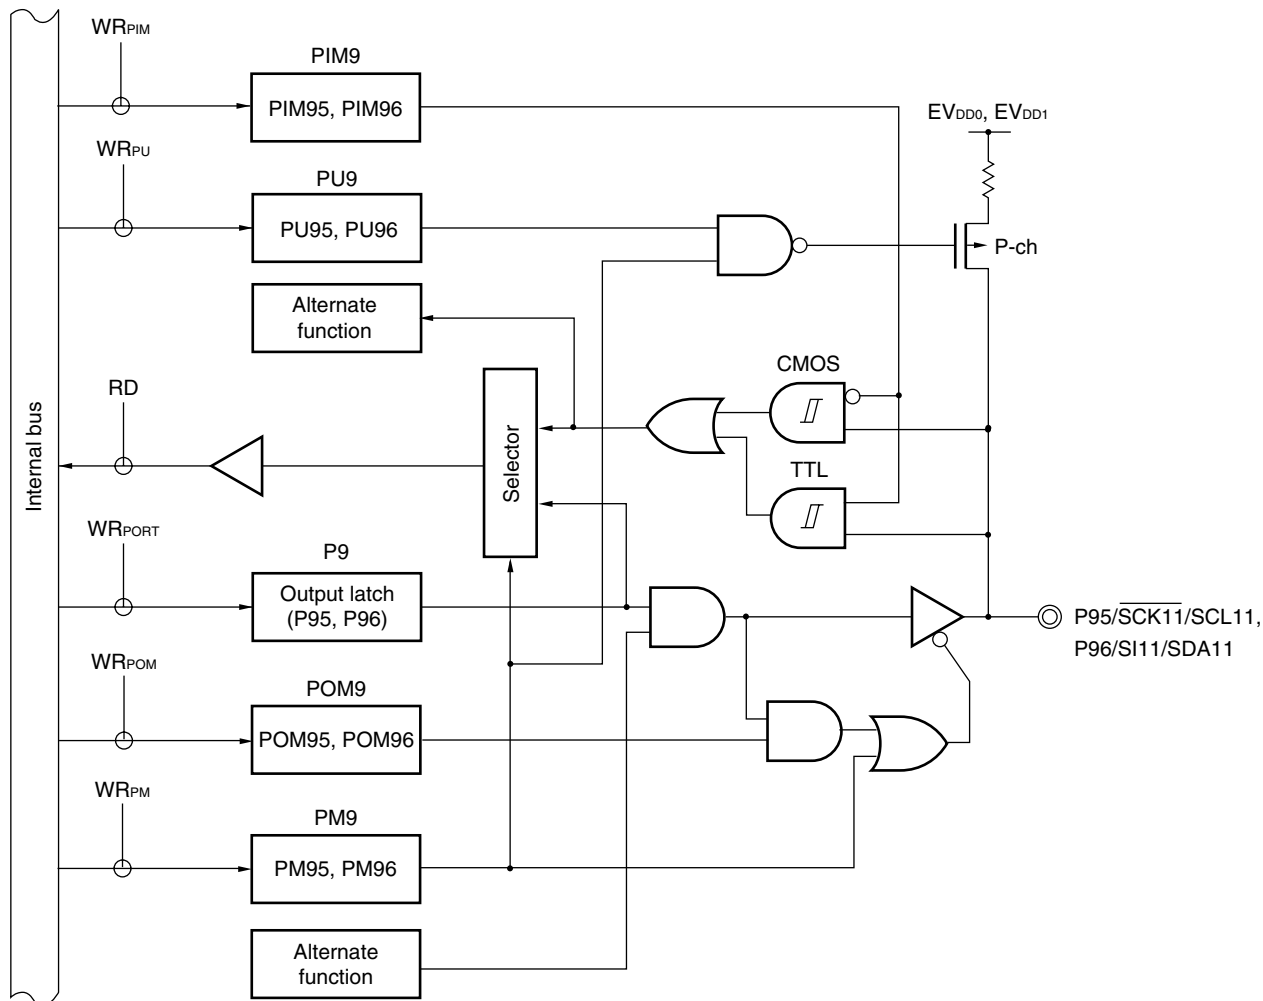 WRPIM
PIM9
PIM95, PIM96
EVDD0, EVDD1
WRPU
PU9
PU95, PU96
P-ch
Alternate
function
CMOS
RD
Selector
TTL
Internal bus
WRPORT
P9
Output latch
(P95, P96)
P95/SCK11/SCL11,
P96/SI11/SDA11
WRPOM
POM9
POM95, POM96
WRPM
PM9
PM95, PM96
Alternate
function